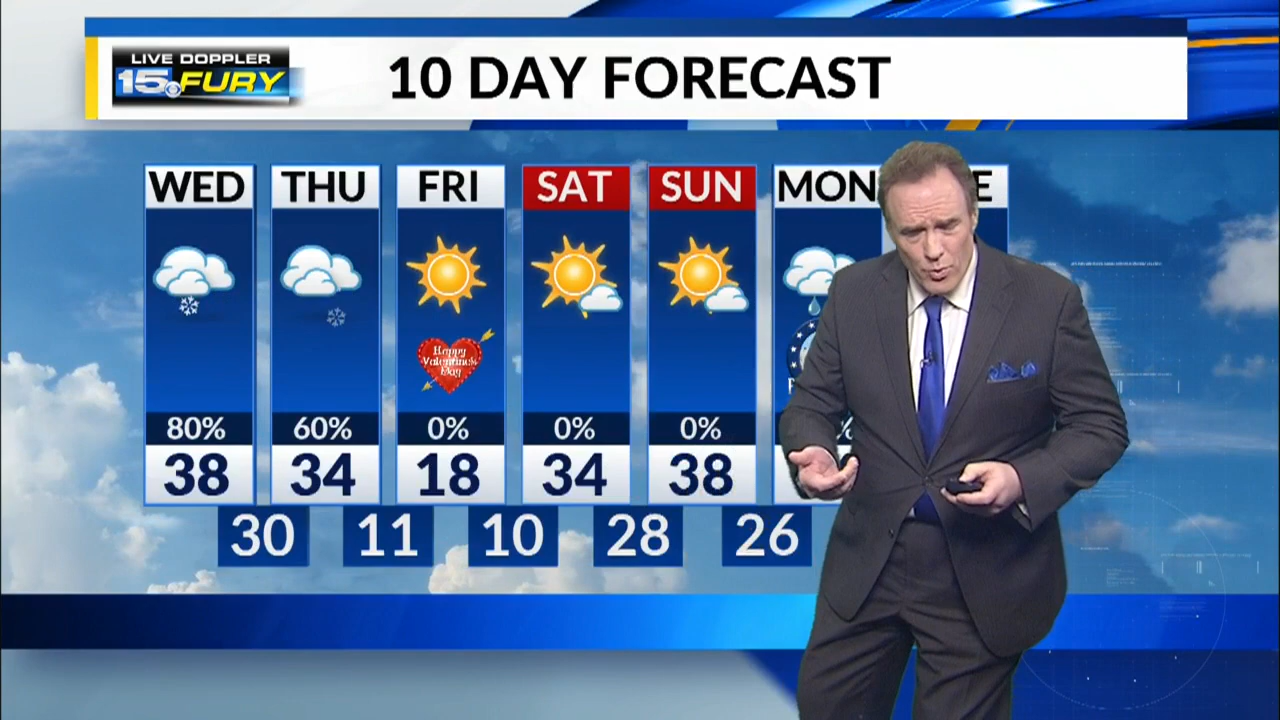 LIVE DOPPLER
15 FURY
10 DAY FORECAST
WED THU FRI SAT SUN MON
Happy
Valentine's
Day
80% 60% 0% 0% 0%
38 34 18 34 38
30 11 10 28 26